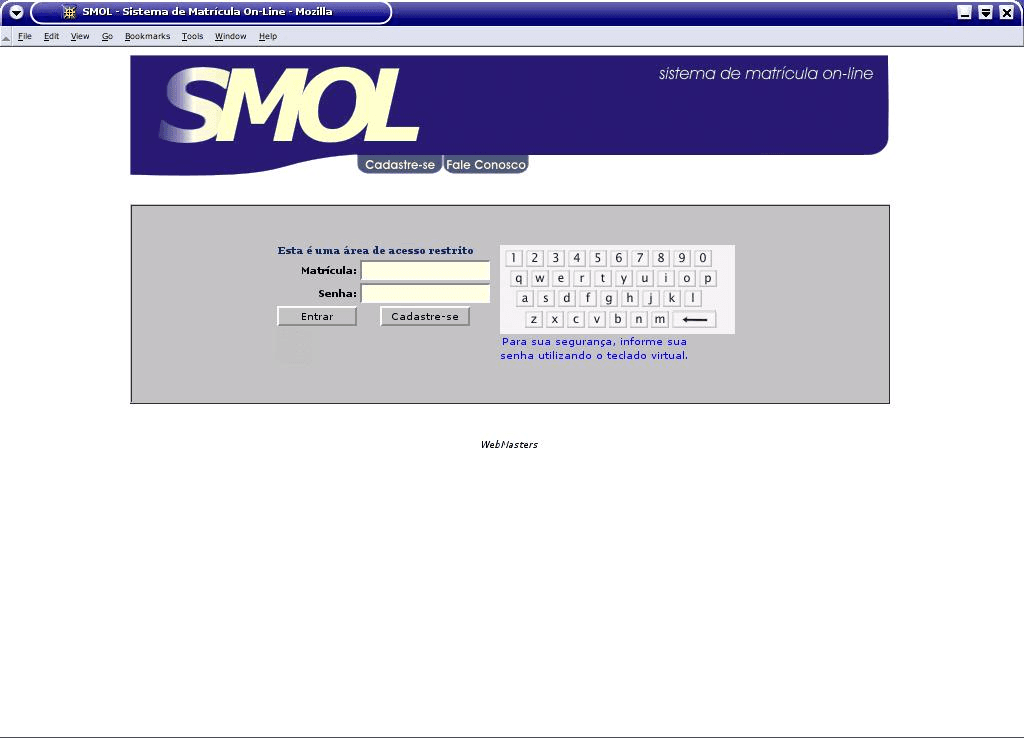 SMOL - Sistema de Matrícula On-Line - Mozilla
File Edit View Go Bookmarks Tools Window Help
SMOL
sistema de matrícula on-line
Cadastre-se Fale Conosco
Esta é uma área de acesso restrito
Matrícula:
Senha:
Entrar Cadastre-se
1 2 3 4 5 6 7 8 9 0
q w e r t y u i o p
a s d f g h j k l
z x c v b n m
Para sua segurança, informe sua
senha utilizando o teclado virtual.
WebMasters